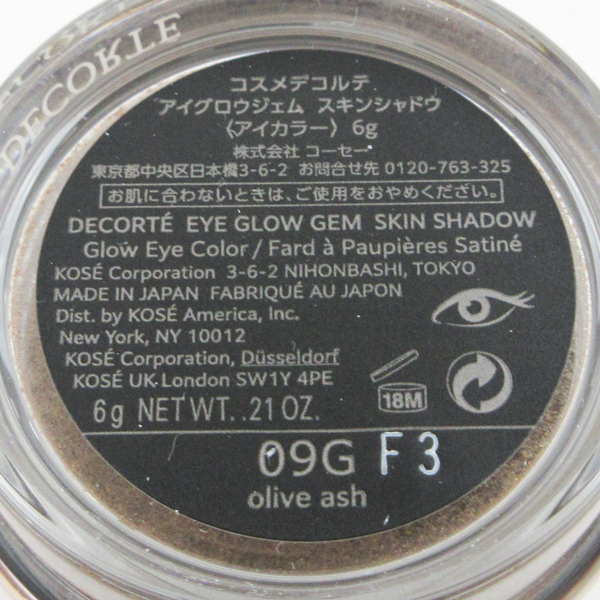 DECORTE
コスメデコルテ
アイグロウジェム スキンシャドウ
〈アイカラー〉 6g
株式会社 コーセー
東京都中央区日本橋3-6-2 お問合せ先 0120-763-325
お肌に合わないときは、ご使用をおやめください。
DECORTÉ EYE GLOW GEM SKIN SHADOW
Glow Eye Color / Fard à Paupières Satiné
KOSÉ Corporation 3-6-2 NIHONBASHI, TOKYO
MADE IN JAPAN FABRIQUÉ AU JAPON
Dist. by KOSÉ America, Inc.
New York, NY 10012
KOSÉ Corporation, Düsseldorf
KOSÉ UK London SW1Y 4PE
18M
6g NET WT. .21 OZ.
09G F3
olive ash